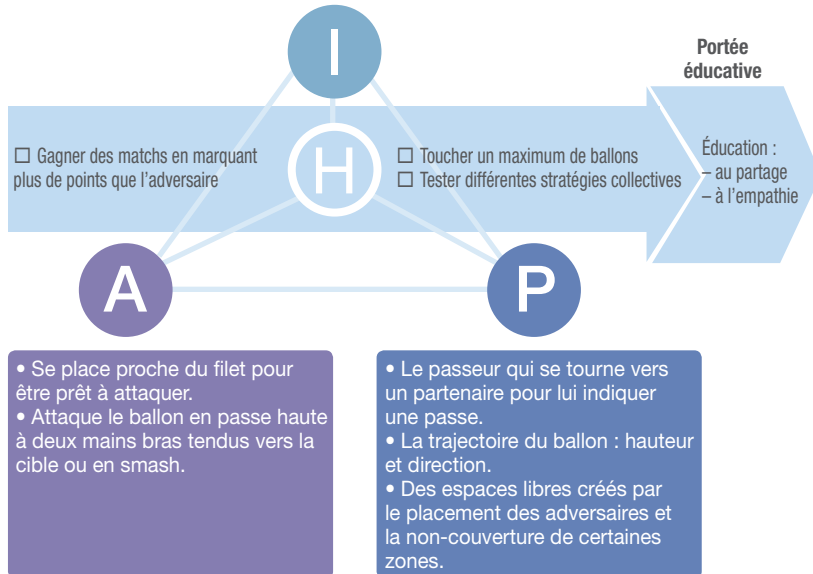 I
Portée
éducative
☐ Gagner des matchs en marquant
plus de points que l'adversaire
H
☐ Toucher un maximum de ballons
☐ Tester différentes stratégies collectives
Éducation :
– au partage
– à l'empathie
A
P
• Se place proche du filet pour
être prêt à attaquer.
• Attaque le ballon en passe haute
à deux mains bras tendus vers la
cible ou en smash.
• Le passeur qui se tourne vers
un partenaire pour lui indiquer
une passe.
• La trajectoire du ballon : hauteur
et direction.
• Des espaces libres créés par
le placement des adversaires et
la non-couverture de certaines
zones.